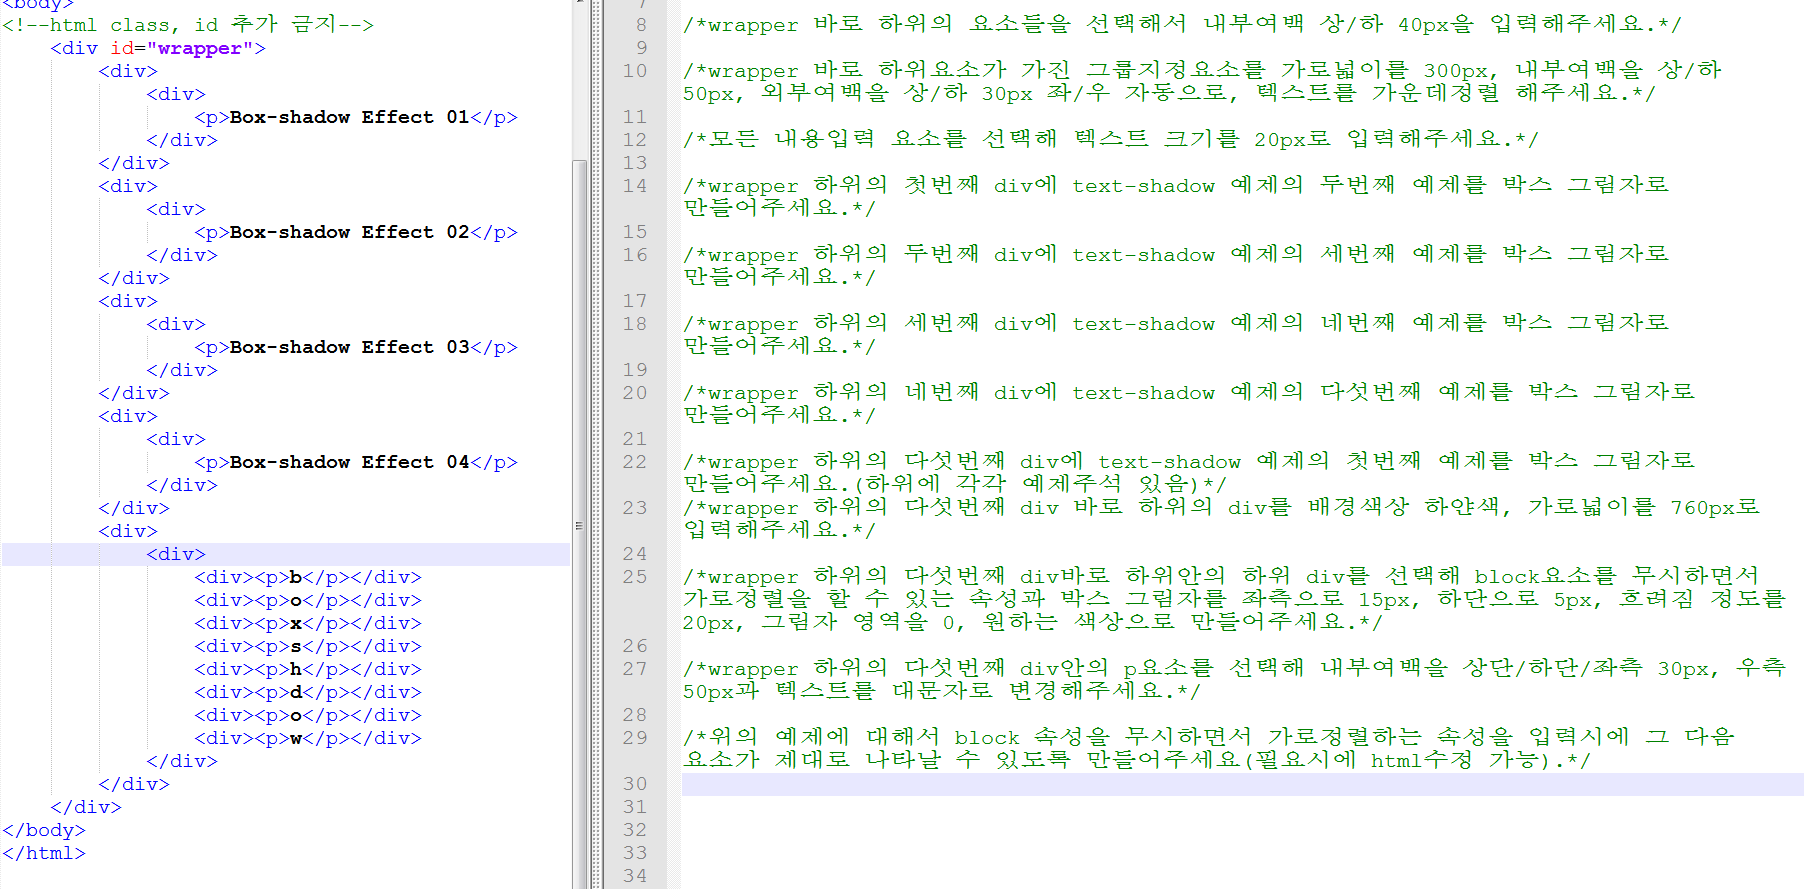 <body>
<!--html class, id 추가 금지-->
<div id="wrapper">
<div>
<div>
<p>Box-shadow Effect 01</p>
</div>
</div>
<div>
<div>
<p>Box-shadow Effect 02</p>
</div>
</div>
<div>
<div>
<p>Box-shadow Effect 03</p>
</div>
</div>
<div>
<div>
<p>Box-shadow Effect 04</p>
</div>
</div>
<div>
<div>
<div><p>b</p></div>
<div><p>o</p></div>
<div><p>x</p></div>
<div><p>s</p></div>
<div><p>h</p></div>
<div><p>d</p></div>
<div><p>o</p></div>
<div><p>w</p></div>
</div>
</div>
</div>
</body>
</html>
7
8 /*wrapper 바로 하위의 요소들을 선택해서 내부여백 상/하 40px을 입력해주세요.*/
9
10 /*wrapper 바로 하위요소가 가진 그룹지정요소를 가로넓이를 300px, 내부여백을 상/하
50px, 외부여백을 상/하 30px 좌/우 자동으로, 텍스트를 가운데정렬 해주세요.*/
11
12 /*모든 내용입력 요소를 선택해 텍스트 크기를 20px로 입력해주세요.*/
13
14 /*wrapper 하위의 첫번째 div에 text-shadow 예제의 두번째 예제를 박스 그림자로
만들어주세요.*/
15
16 /*wrapper 하위의 두번째 div에 text-shadow 예제의 세번째 예제를 박스 그림자로
만들어주세요.*/
17
18 /*wrapper 하위의 세번째 div에 text-shadow 예제의 네번째 예제를 박스 그림자로
만들어주세요.*/
19
20 /*wrapper 하위의 네번째 div에 text-shadow 예제의 다섯번째 예제를 박스 그림자로
만들어주세요.*/
21
22 /*wrapper 하위의 다섯번째 div에 text-shadow 예제의 첫번째 예제를 박스 그림자로
만들어주세요.(하위에 각각 예제주석 있음)*/
23 /*wrapper 하위의 다섯번째 div 바로 하위의 div를 배경색상 하얀색, 가로넓이를 760px로
입력해주세요.*/
24
25 /*wrapper 하위의 다섯번째 div바로 하위안의 하위 div를 선택해 block요소를 무시하면서
가로정렬을 할 수 있는 속성과 박스 그림자를 좌측으로 15px, 하단으로 5px, 흐려짐 정도를
20px, 그림자 영역을 0, 원하는 색상으로 만들어주세요.*/
26
27 /*wrapper 하위의 다섯번째 div안의 p요소를 선택해 내부여백을 상단/하단/좌측 30px, 우측
50px과 텍스트를 대문자로 변경해주세요.*/
28
29 /*위의 예제에 대해서 block 속성을 무시하면서 가로정렬하는 속성을 입력시에 그 다음
요소가 제대로 나타날 수 있도록 만들어주세요(필요시에 html수정 가능).*/
30
31
32
33
34